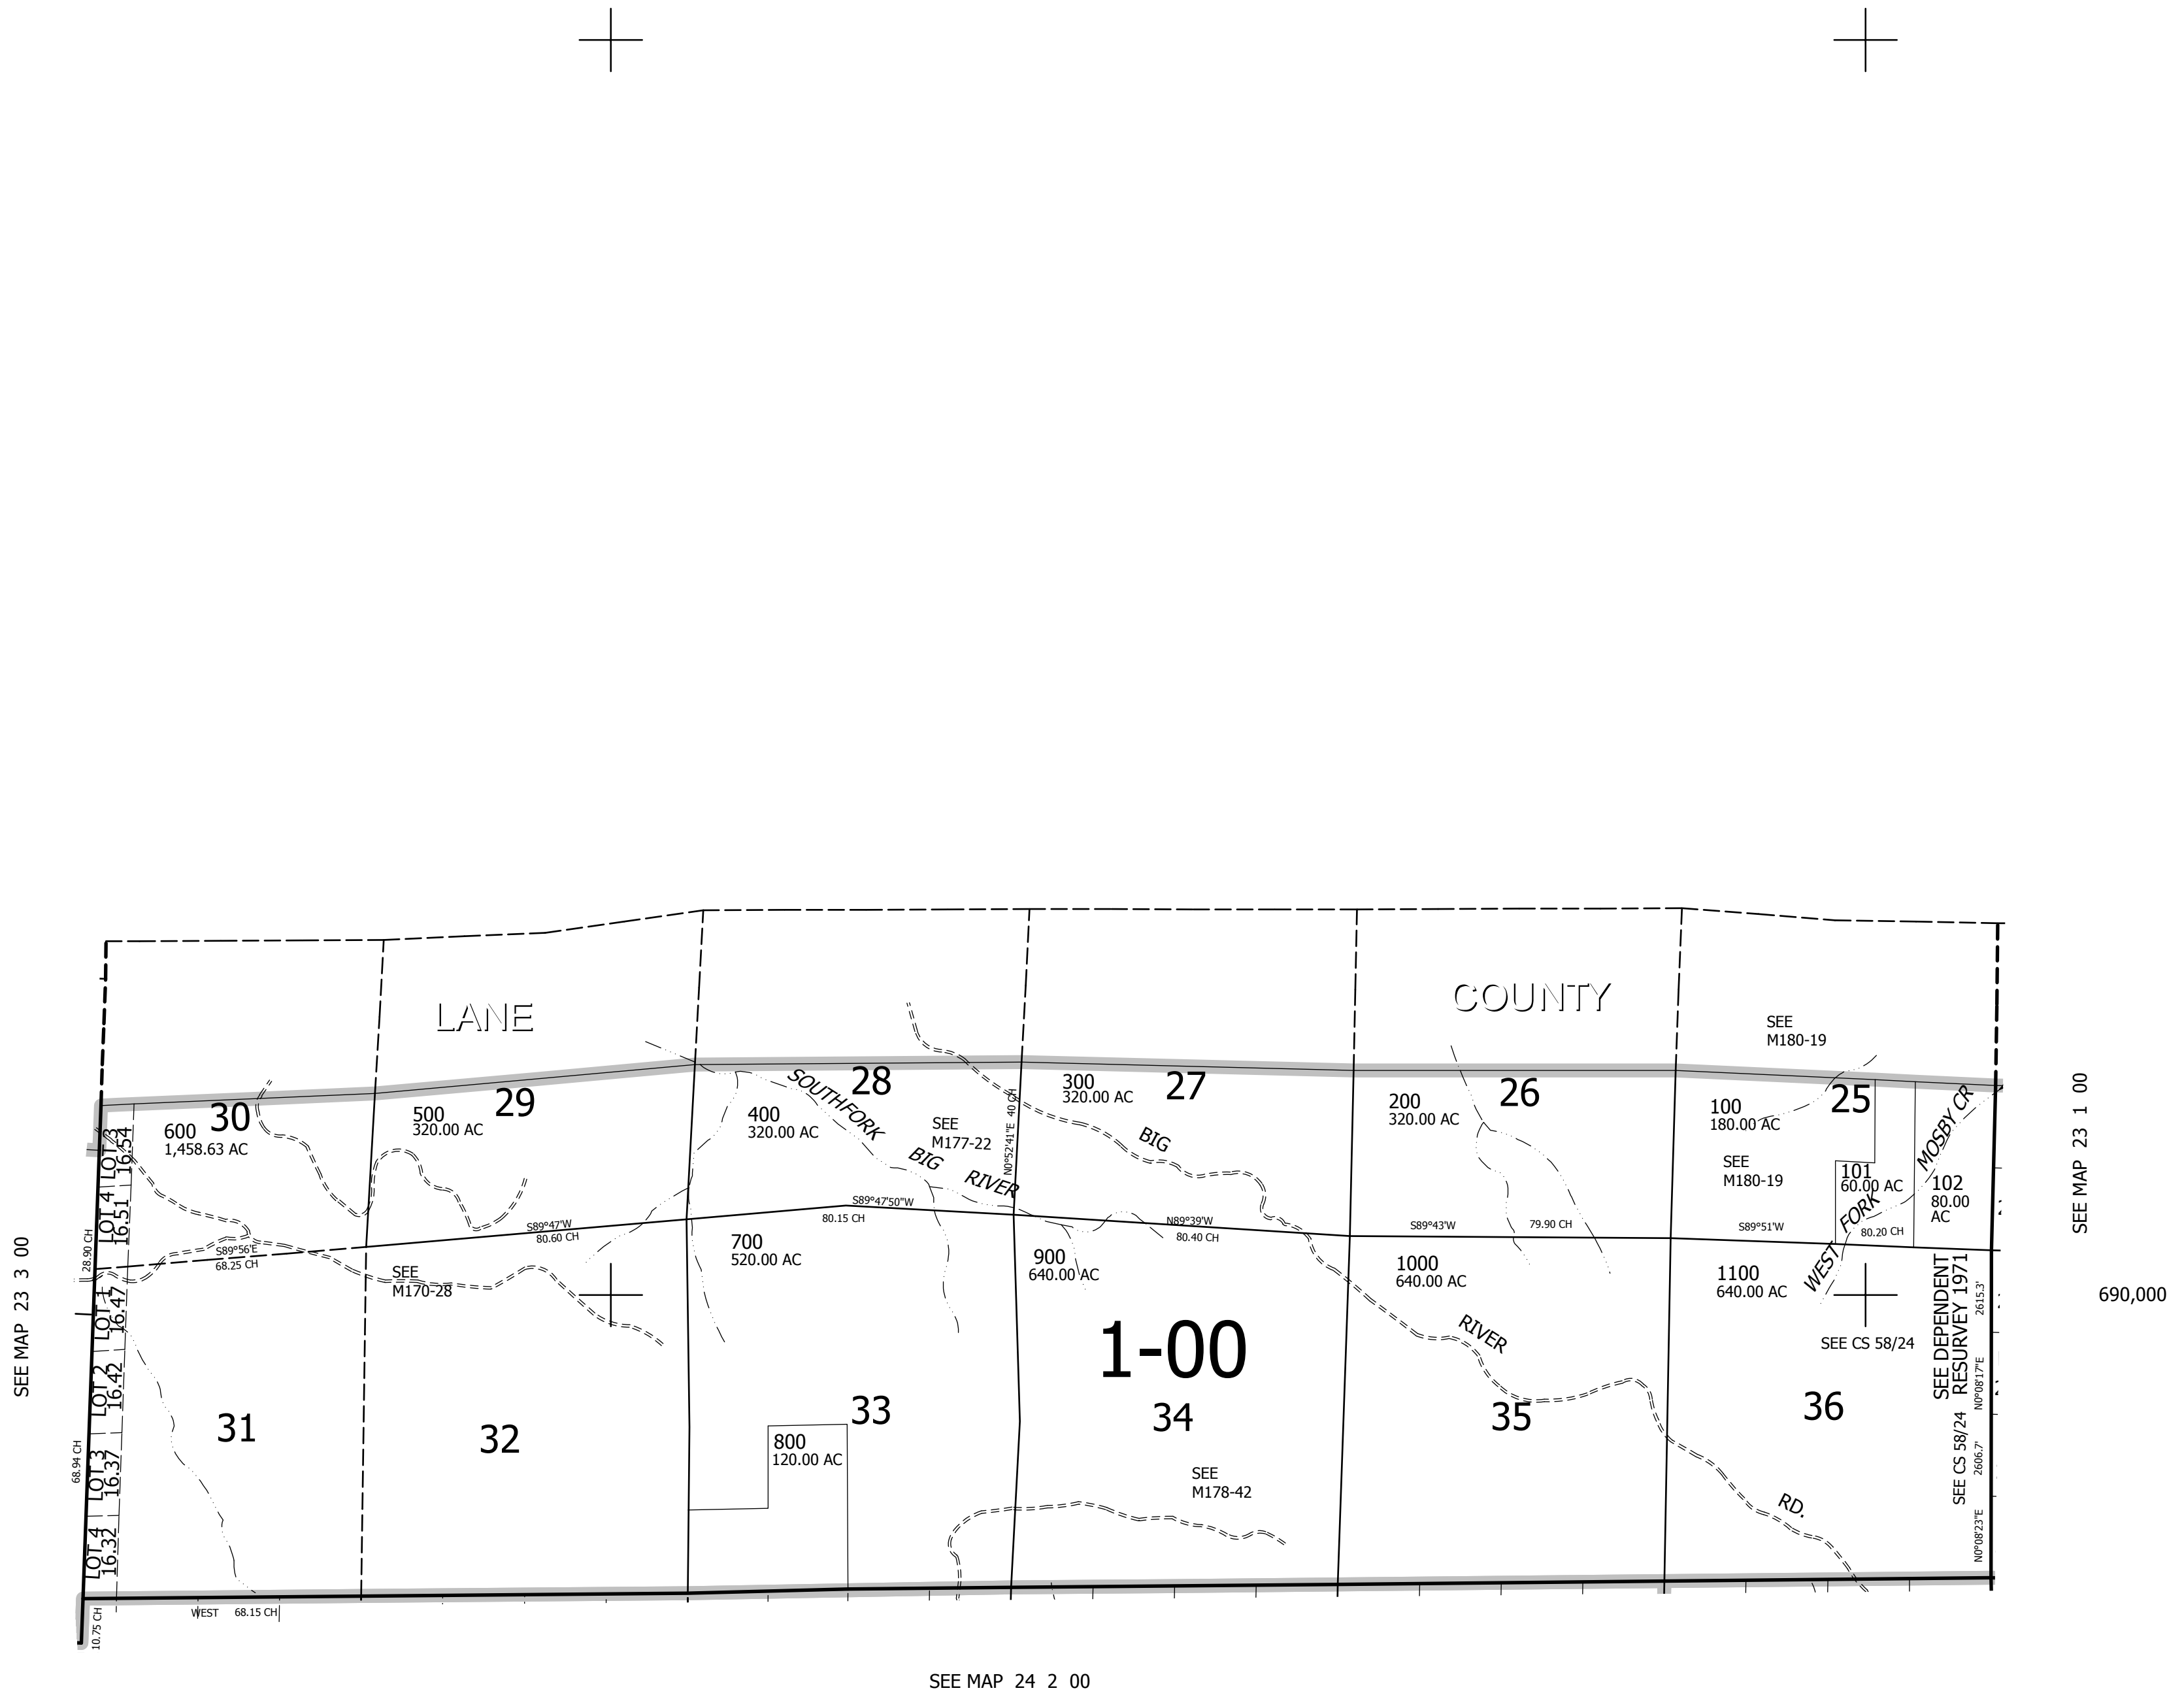 LANE
COUNTY
SEE
M180-19
30
600
1,458.63 AC
500
320.00 AC
29
400
320.00 AC
SOUTHFORK
BIG
RIVER
28
SEE
M177-22
N0°52'41"E 40 CH
300
320.00 AC
27
BIG
200
320.00 AC
26
100
180.00 AC
SEE
M180-19
25
101
60.00 AC
102
80.00
AC
WEST
FORK
MOSBY CR
LOT 3
16.54
LOT 4
16.51
28.90 CH
S89°56'E
68.25 CH
S89°47'W
80.60 CH
S89°47'50"W
80.15 CH
N89°39'W
80.40 CH
S89°43'W
79.90 CH
S89°51'W
80.20 CH
SEE MAP 23 3 00
SEE MAP 23 1 00
690,000
LOT 1
16.47
LOT 2
16.42
LOT 3
16.37
LOT 4
16.32
68.94 CH
10.75 CH
SEE
M170-28
31
32
700
520.00 AC
33
800
120.00 AC
900
640.00 AC
1-00
34
SEE
M178-42
1000
640.00 AC
RIVER
35
1100
640.00 AC
SEE CS 58/24
36
RD.
SEE DEPENDENT
RESURVEY 1971
SEE CS 58/24
2615.3'
N0°08'17"E
2606.7'
N0°08'23"E
WEST 68.15 CH
SEE MAP 24 2 00